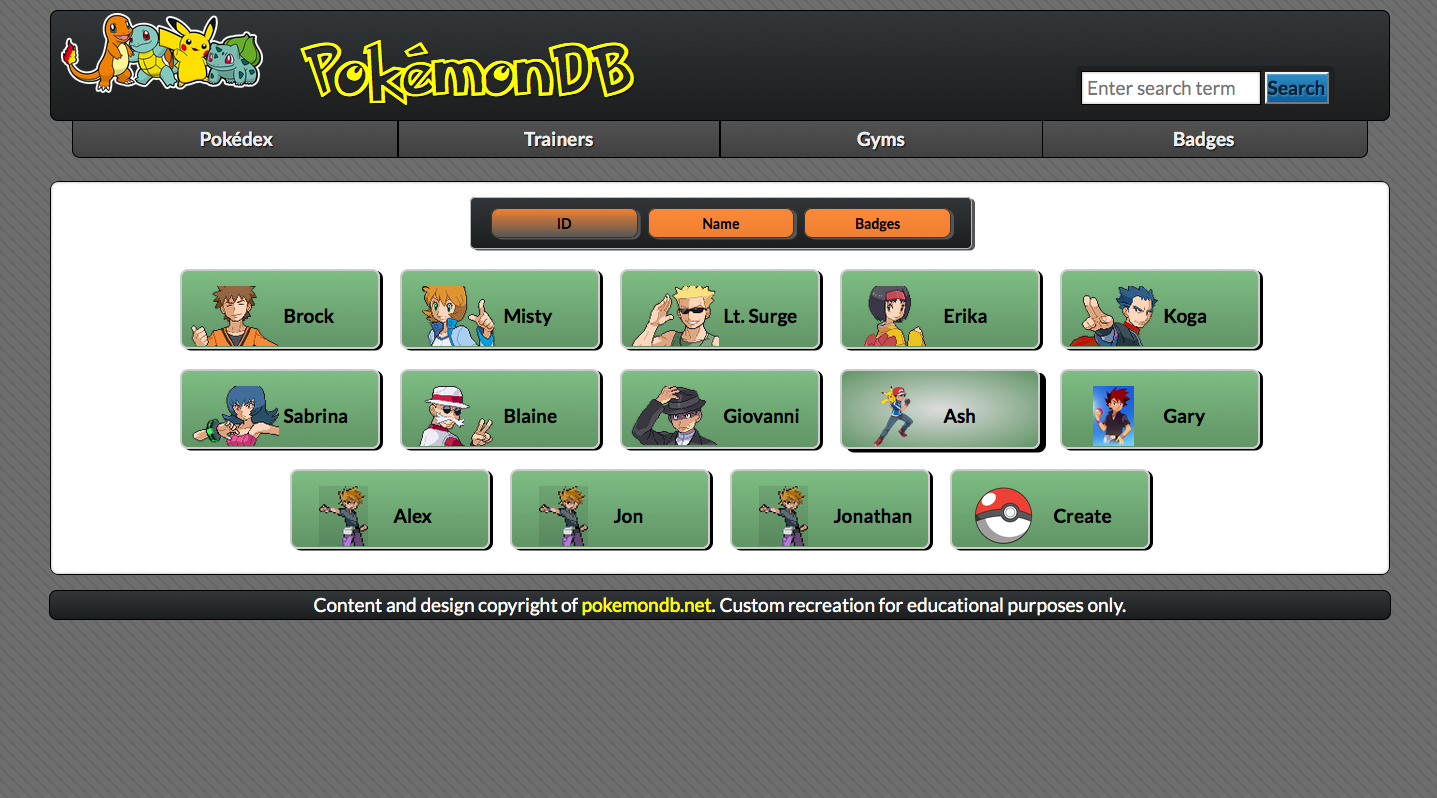 PokémonDB
Enter search term Search
Pokédex Trainers Gyms Badges
ID Name Badges
Brock Misty Lt. Surge Erika Koga
Sabrina Blaine Giovanni Ash Gary
Alex Jon Jonathan Create
Content and design copyright of pokemondb.net. Custom recreation for educational purposes only.